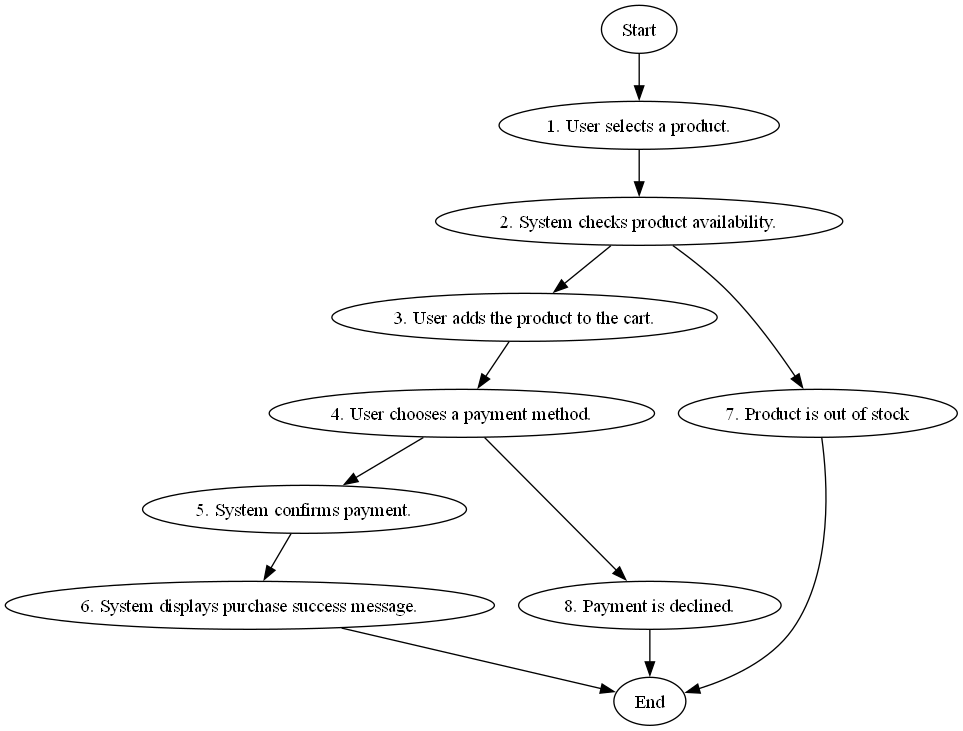 Start
1. User selects a product.
2. System checks product availability.
3. User adds the product to the cart.
4. User chooses a payment method.
7. Product is out of stock
5. System confirms payment.
6. System displays purchase success message.
8. Payment is declined.
End